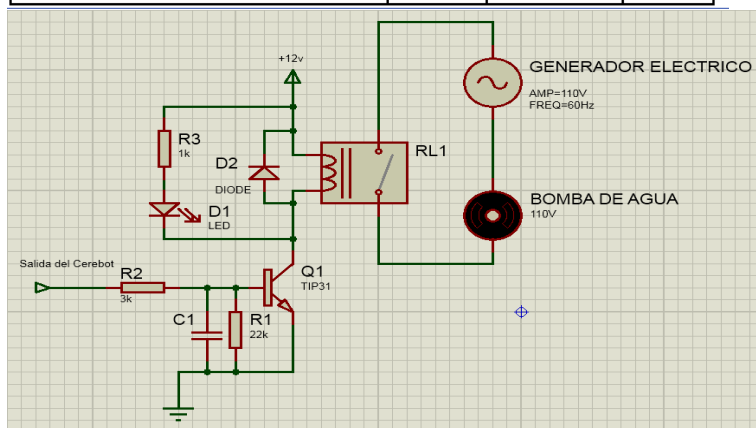 +12v
GENERADOR ELECTRICO
AMP=110V
FREQ=60Hz
R3
1k
D2
DIODE
RL1
D1
LED
BOMBA DE AGUA
110V
Salida del Cerebot
R2
3k
Q1
TIP31
C1
R1
22k